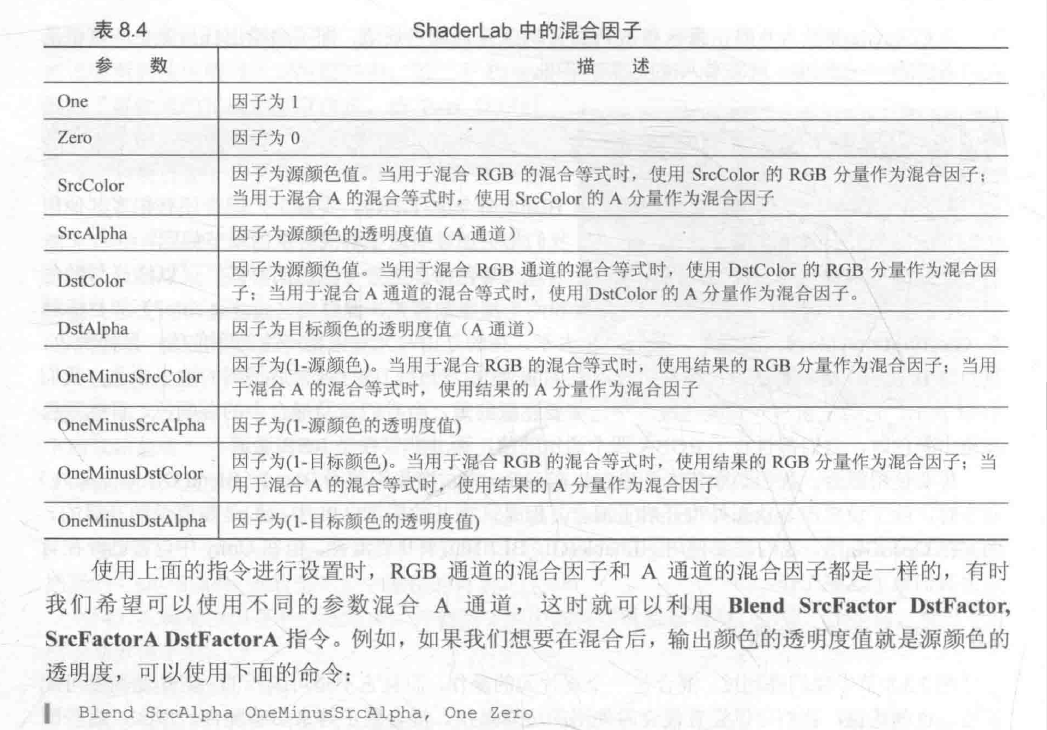 表 8.4 ShaderLab 中的混合因子
参 数 描 述
One 因子为 1
Zero 因子为 0
SrcColor 因子为源颜色值。当用于混合 RGB 的混合等式时，使用 SrcColor 的 RGB 分量作为混合因子；
当用于混合 A 的混合等式时，使用 SrcColor 的 A 分量作为混合因子
SrcAlpha 因子为源颜色的透明度值（A 通道）
DstColor 因子为源颜色值。当用于混合 RGB 通道的混合等式时，使用 DstColor 的 RGB 分量作为混合因
子；当用于混合 A 通道的混合等式时，使用 DstColor 的 A 分量作为混合因子。
DstAlpha 因子为目标颜色的透明度值（A 通道）
OneMinusSrcColor 因子为(1-源颜色)。当用于混合 RGB 的混合等式时，使用结果的 RGB 分量作为混合因子；当用
于混合 A 的混合等式时，使用结果的 A 分量作为混合因子
OneMinusSrcAlpha 因子为(1-源颜色的透明度值)
OneMinusDstColor 因子为(1-目标颜色)。当用于混合 RGB 的混合等式时，使用结果的 RGB 分量作为混合因子；当
用于混合 A 的混合等式时，使用结果的 A 分量作为混合因子
OneMinusDstAlpha 因子为(1-目标颜色的透明度值)
使用上面的指令进行设置时，RGB 通道的混合因子和 A 通道的混合因子都是一样的，有时
我们希望可以使用不同的参数混合 A 通道，这时就可以利用 Blend SrcFactor DstFactor,
SrcFactorA DstFactorA 指令。例如，如果我们想要在混合后，输出颜色的透明度值就是源颜色的
透明度，可以使用下面的命令：
Blend SrcAlpha OneMinusSrcAlpha, One Zero